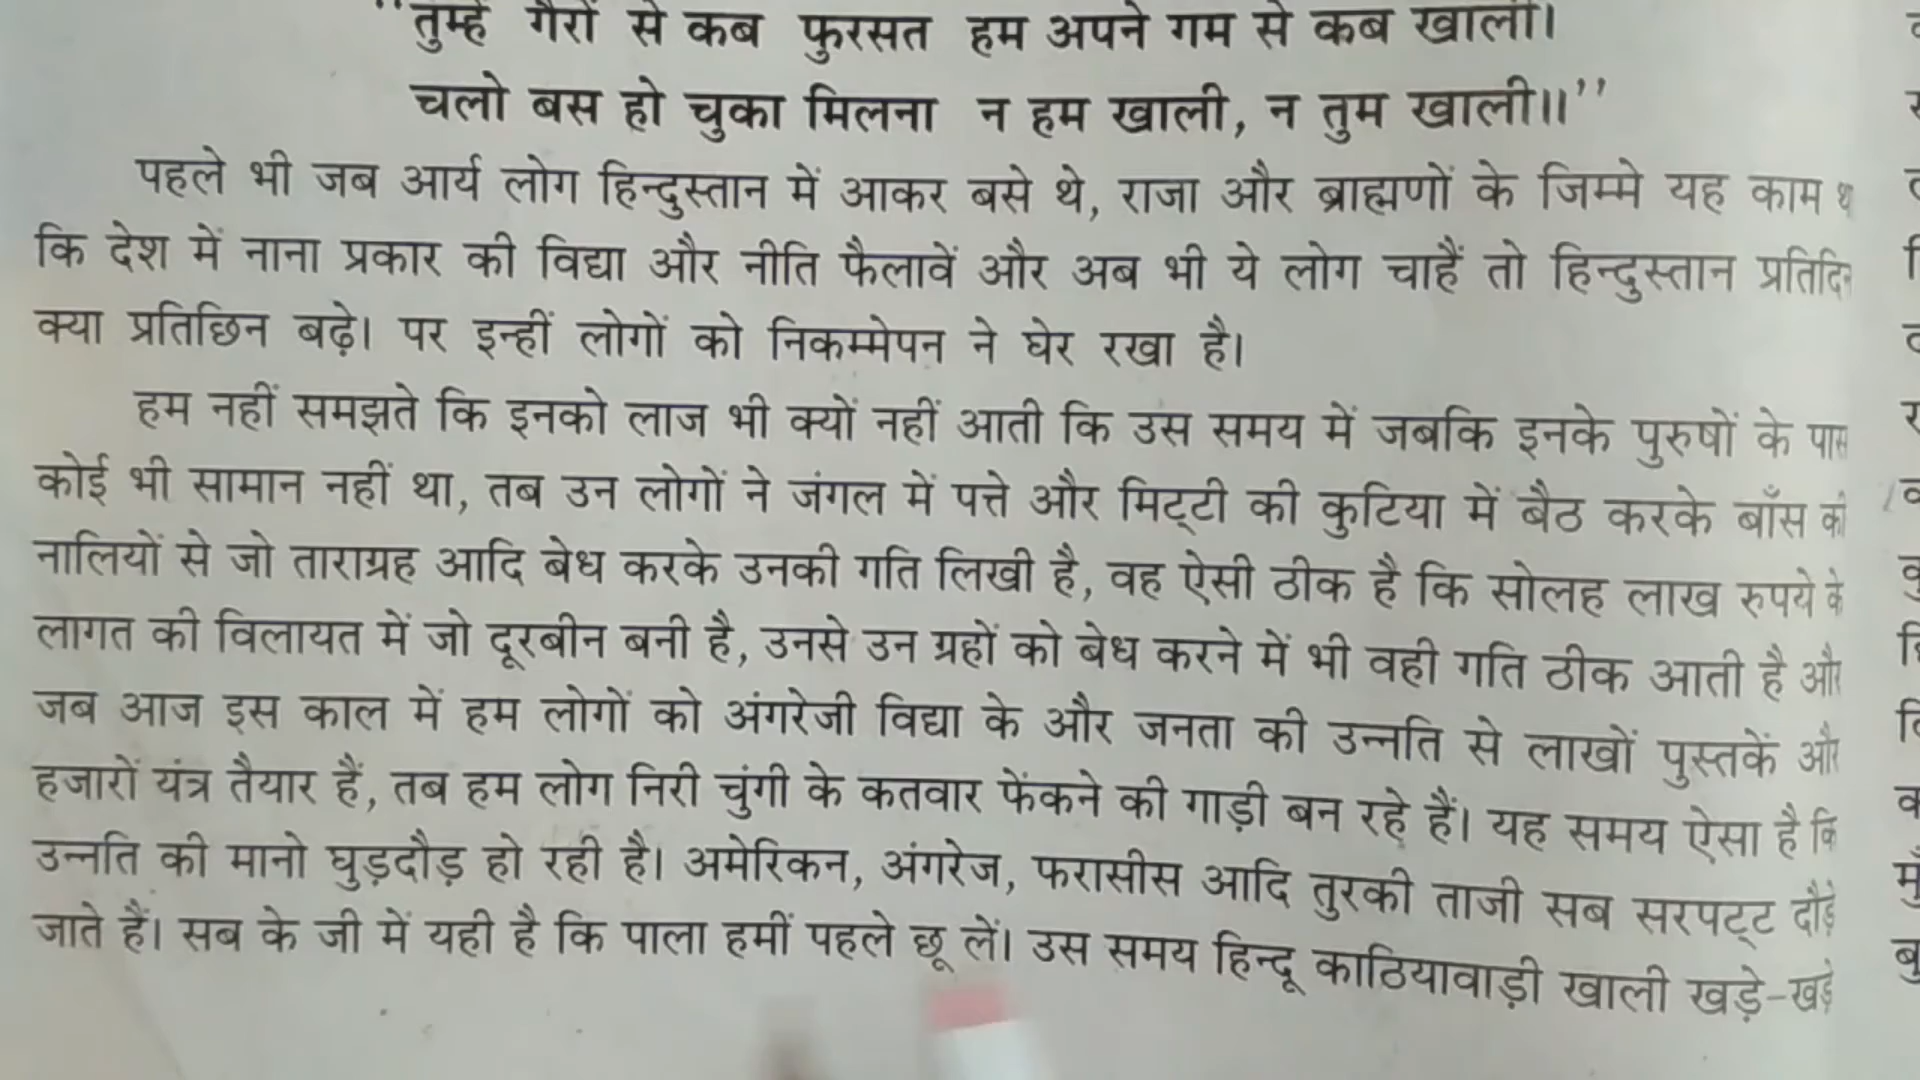 "तुम्हें गैरों से कब फुरसत हम अपने गम से कब खाली।
चलो बस हो चुका मिलना न हम खाली, न तुम खाली॥"
पहले भी जब आर्य लोग हिन्दुस्तान में आकर बसे थे, राजा और ब्राह्मणों के जिम्मे यह काम
कि देश में नाना प्रकार की विद्या और नीति फैलावें और अब भी ये लोग चाहैं तो हिन्दुस्तान प्रतिदिन
क्या प्रतिछिन बढ़े। पर इन्हीं लोगों को निकम्मेपन ने घेर रखा है।
हम नहीं समझते कि इनको लाज भी क्यों नहीं आती कि उस समय में जबकि इनके पुरुषों के पास
कोई भी सामान नहीं था, तब उन लोगों ने जंगल में पत्ते और मिट्टी की कुटिया में बैठ करके बाँस की
नालियों से जो ताराग्रह आदि बेध करके उनकी गति लिखी है, वह ऐसी ठीक है कि सोलह लाख रुपये के
लागत की विलायत में जो दूरबीन बनी है, उनसे उन ग्रहों को बेध करने में भी वही गति ठीक आती है और
जब आज इस काल में हम लोगों को अंगरेजी विद्या के और जनता की उन्नति से लाखों पुस्तकें और
हजारों यंत्र तैयार हैं, तब हम लोग निरी चुंगी के कतवार फेंकने की गाड़ी बन रहे हैं। यह समय ऐसा है कि
उन्नति की मानो घुड़दौड़ हो रही है। अमेरिकन, अंगरेज, फरासीस आदि तुरकी ताजी सब सरपट्ट दौड़े
जाते हैं। सब के जी में यही है कि पाला हमीं पहले छू लें। उस समय हिन्दू काठियावाड़ी खाली खड़े-खड़े